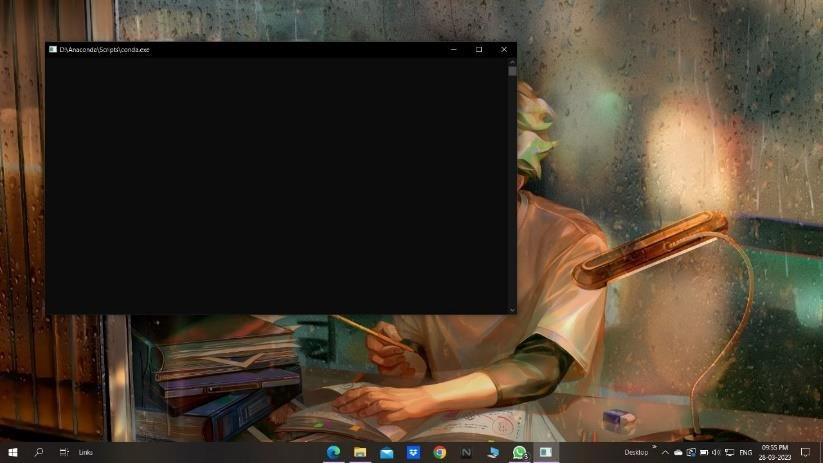 D:\Anaconda\Scripts\conda.exe
Links
Desktop
ENG
09:55 PM
28-03-2023